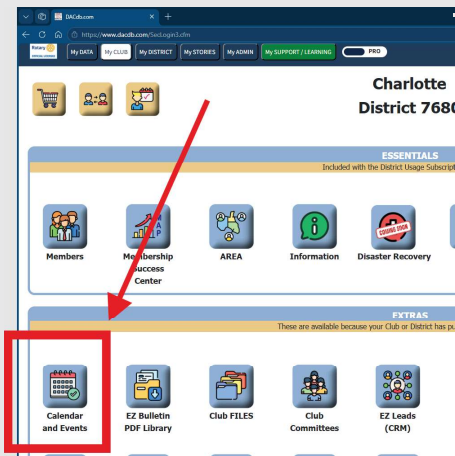 DACdb.com
https://www.dacdb.com/SecLogin3.cfm
Rotary
My DATA
My CLUB
My DISTRICT
My STORIES
My ADMIN
My SUPPORT / LEARNING
PRO
Charlotte
District 7680
ESSENTIALS
Included with the District Usage Subscript
MAP
COMING SOON
Members
Membership
Success
Center
AREA
Information
Disaster Recovery
EXTRAS
These are available because your Club or District has pu
Calendar
and Events
EZ Bulletin
PDF Library
Club FILES
Club
Committees
EZ Leads
(CRM)